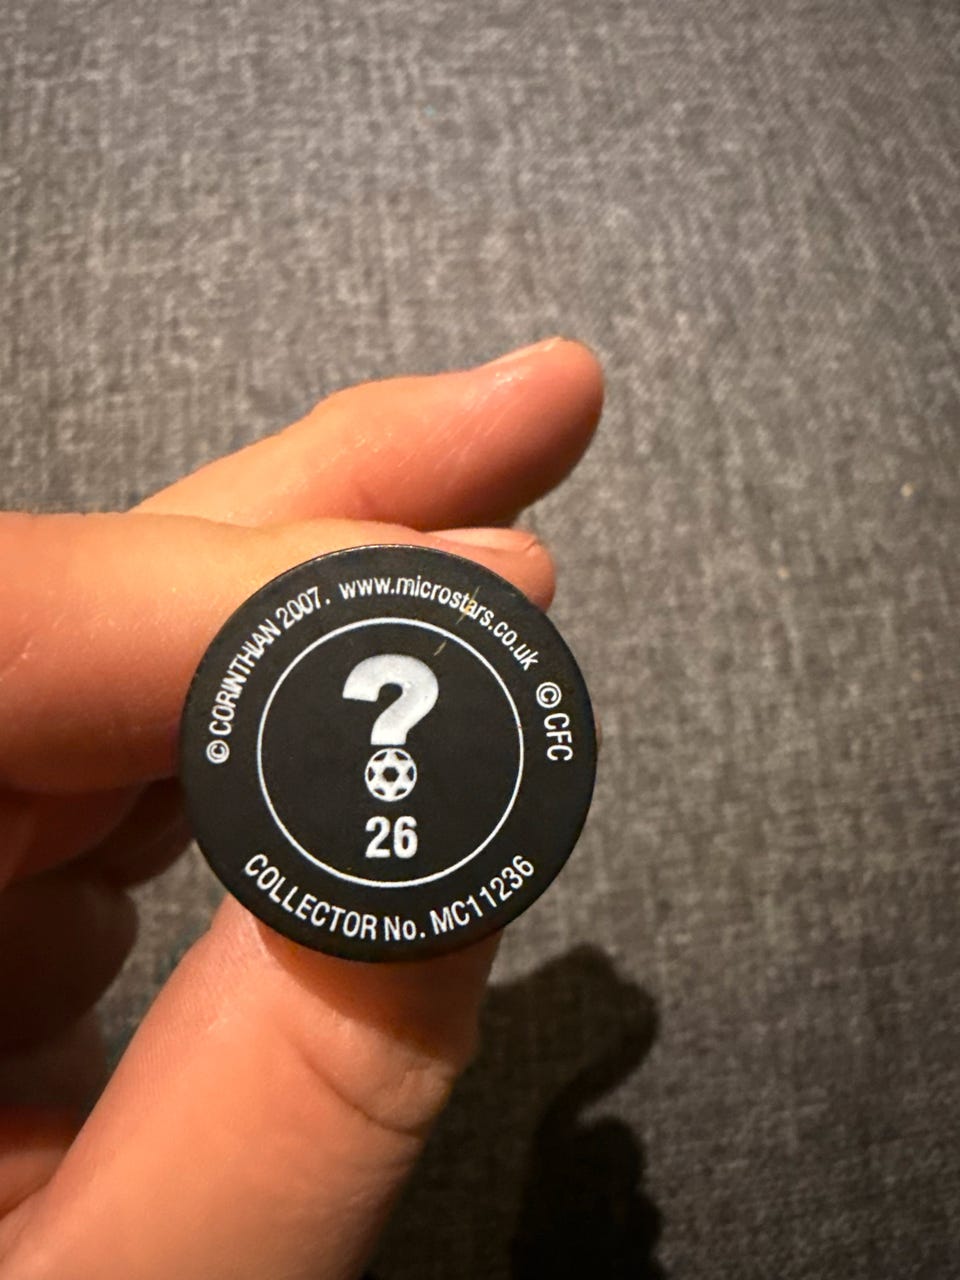 © CORINTHIAN 2007. www.microstars.co.uk © CFC
?
26
COLLECTOR No. MC11236